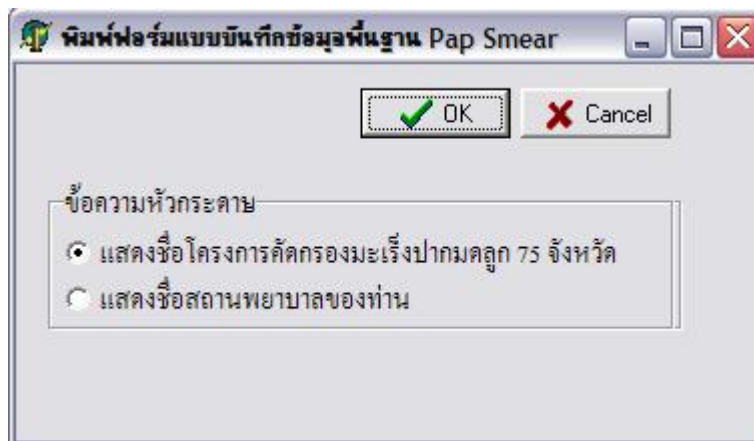 พิมพ์ฟอร์มแบบบันทึกข้อมูลพื้นฐาน Pap Smear
OK
Cancel
ข้อความหัวกระดาษ
แสดงชื่อโครงการคัดกรองมะเร็งปากมดลูก 75 จังหวัด
แสดงชื่อสถานพยาบาลของท่าน